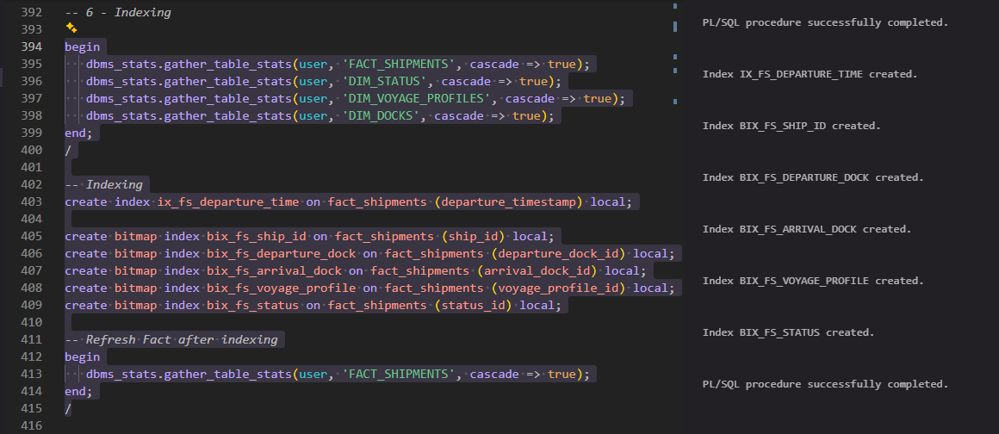 392 -- 6 - Indexing
393
394 begin
395 dbms_stats.gather_table_stats(user, 'FACT_SHIPMENTS', cascade => true);
396 dbms_stats.gather_table_stats(user, 'DIM_STATUS', cascade => true);
397 dbms_stats.gather_table_stats(user, 'DIM_VOYAGE_PROFILES', cascade => true);
398 dbms_stats.gather_table_stats(user, 'DIM_DOCKS', cascade => true);
399 end;
400 /
401
402 -- Indexing
403 create index ix_fs_departure_time on fact_shipments (departure_timestamp) local;
404
405 create bitmap index bix_fs_ship_id on fact_shipments (ship_id) local;
406 create bitmap index bix_fs_departure_dock on fact_shipments (departure_dock_id) local;
407 create bitmap index bix_fs_arrival_dock on fact_shipments (arrival_dock_id) local;
408 create bitmap index bix_fs_voyage_profile on fact_shipments (voyage_profile_id) local;
409 create bitmap index bix_fs_status on fact_shipments (status_id) local;
410
411 -- Refresh Fact after indexing
412 begin
413 dbms_stats.gather_table_stats(user, 'FACT_SHIPMENTS', cascade => true);
414 end;
415 /
416
PL/SQL procedure successfully completed.
Index IX_FS_DEPARTURE_TIME created.
Index BIX_FS_SHIP_ID created.
Index BIX_FS_DEPARTURE_DOCK created.
Index BIX_FS_ARRIVAL_DOCK created.
Index BIX_FS_VOYAGE_PROFILE created.
Index BIX_FS_STATUS created.
PL/SQL procedure successfully completed.